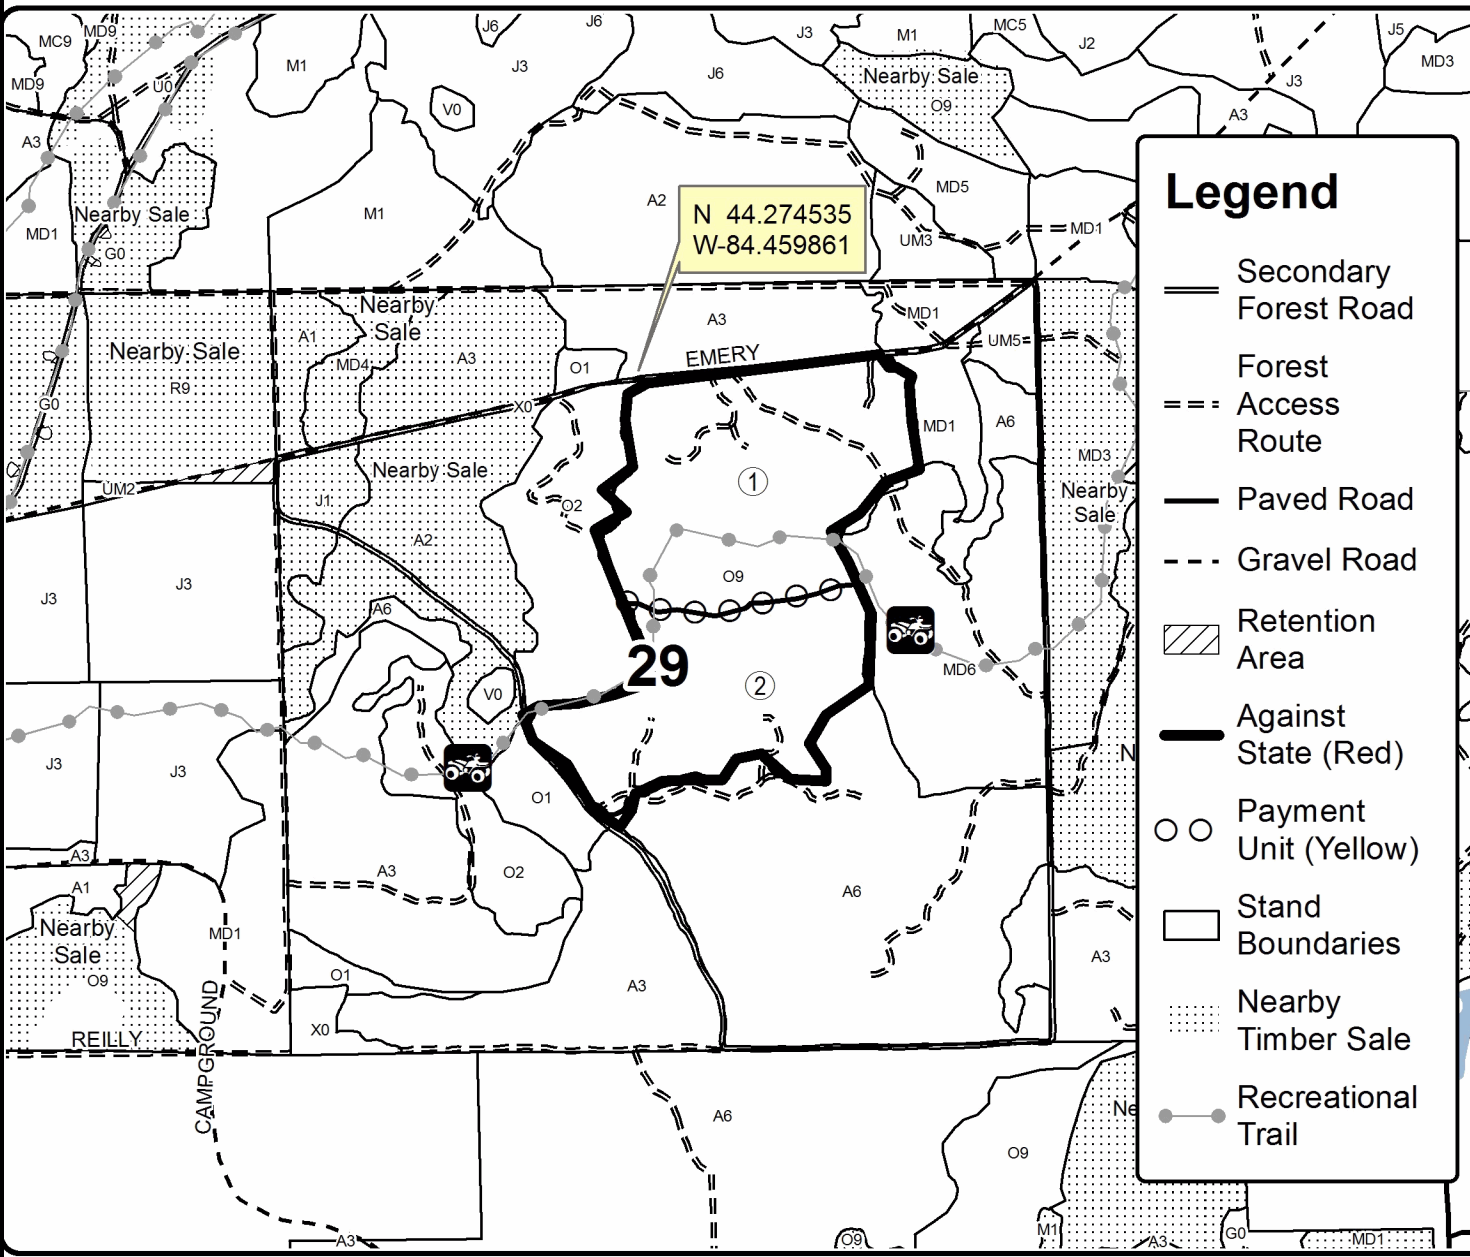 MC9
MD9
J6
J6
J3
M1
MC5
J2
J5
MD3
MD9
U0
M1
J3
V0
J6
Nearby Sale
O9
J3
A3
A3
Nearby Sale
MD1
G0
M1
A2
N 44.274535
W-84.459861
MD5
UM3
MD1
Nearby
Sale
A1
MD4
A3
A3
MD1
UM5
Nearby Sale
R9
O1
EMERY
G0
X0
MD1
A6
UM2
Nearby Sale
J1
O2
1
MD3
Nearby
Sale
A2
J3
J3
A6
O9
V0
29
2
MD6
J3
J3
O1
N
A3
A1
A3
O2
A6
Nearby
Sale
O9
MD1
A3
O1
A3
X0
REILLY
CAMPGROUND
A6
Ne
O9
A3
O9
M1
A3
G0
MD1
Legend
Secondary
Forest Road
Forest
Access
Route
Paved Road
Gravel Road
Retention
Area
Against
State (Red)
Payment
Unit (Yellow)
Stand
Boundaries
Nearby
Timber Sale
Recreational
Trail